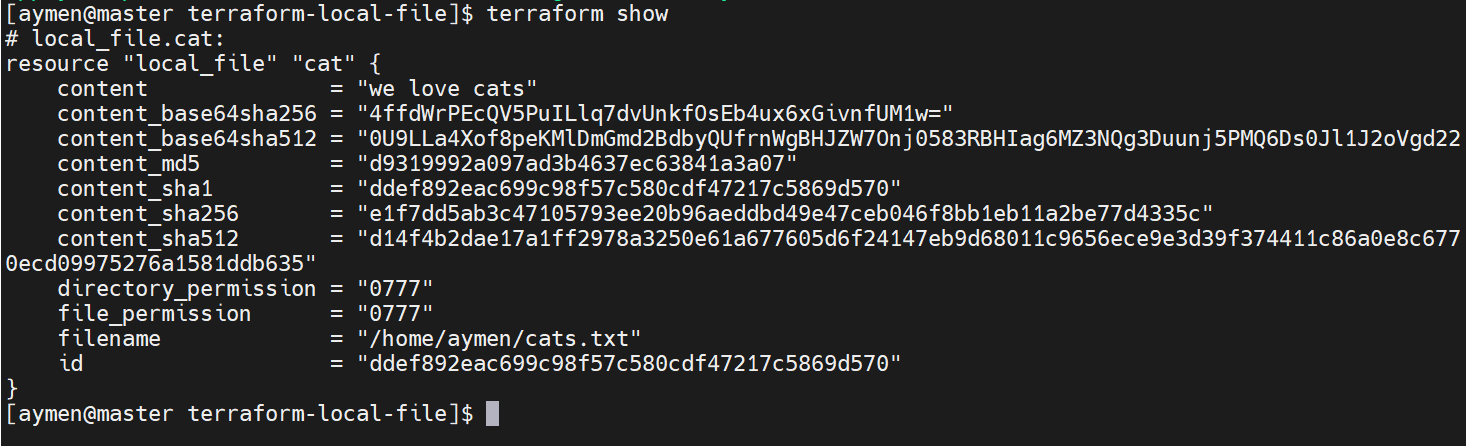 [aymen@master terraform-local-file]$ terraform show
# local_file.cat:
resource "local_file" "cat" {
    content              = "we love cats"
    content_base64sha256 = "4ffdWrPEcQV5PuILlq7dvUnkfOsEb4ux6xGivnfUM1w="
    content_base64sha512 = "0U9LLa4Xof8peKMlDmGmd2BdbyQUfrnWgBHJZW7Onj0583RBHIag6MZ3NQg3Duunj5PMQ6Ds0Jl1J2oVgd22
    content_md5          = "d9319992a097ad3b4637ec63841a3a07"
    content_sha1         = "ddef892eac699c98f57c580cdf47217c5869d570"
    content_sha256       = "e1f7dd5ab3c47105793ee20b96aeddbd49e47ceb046f8bb1eb11a2be77d4335c"
    content_sha512       = "d14f4b2dae17a1ff2978a3250e61a677605d6f24147eb9d68011c9656ece9e3d39f374411c86a0e8c677
0ecd09975276a1581ddb635"
    directory_permission = "0777"
    file_permission      = "0777"
    filename             = "/home/aymen/cats.txt"
    id                   = "ddef892eac699c98f57c580cdf47217c5869d570"
}
[aymen@master terraform-local-file]$